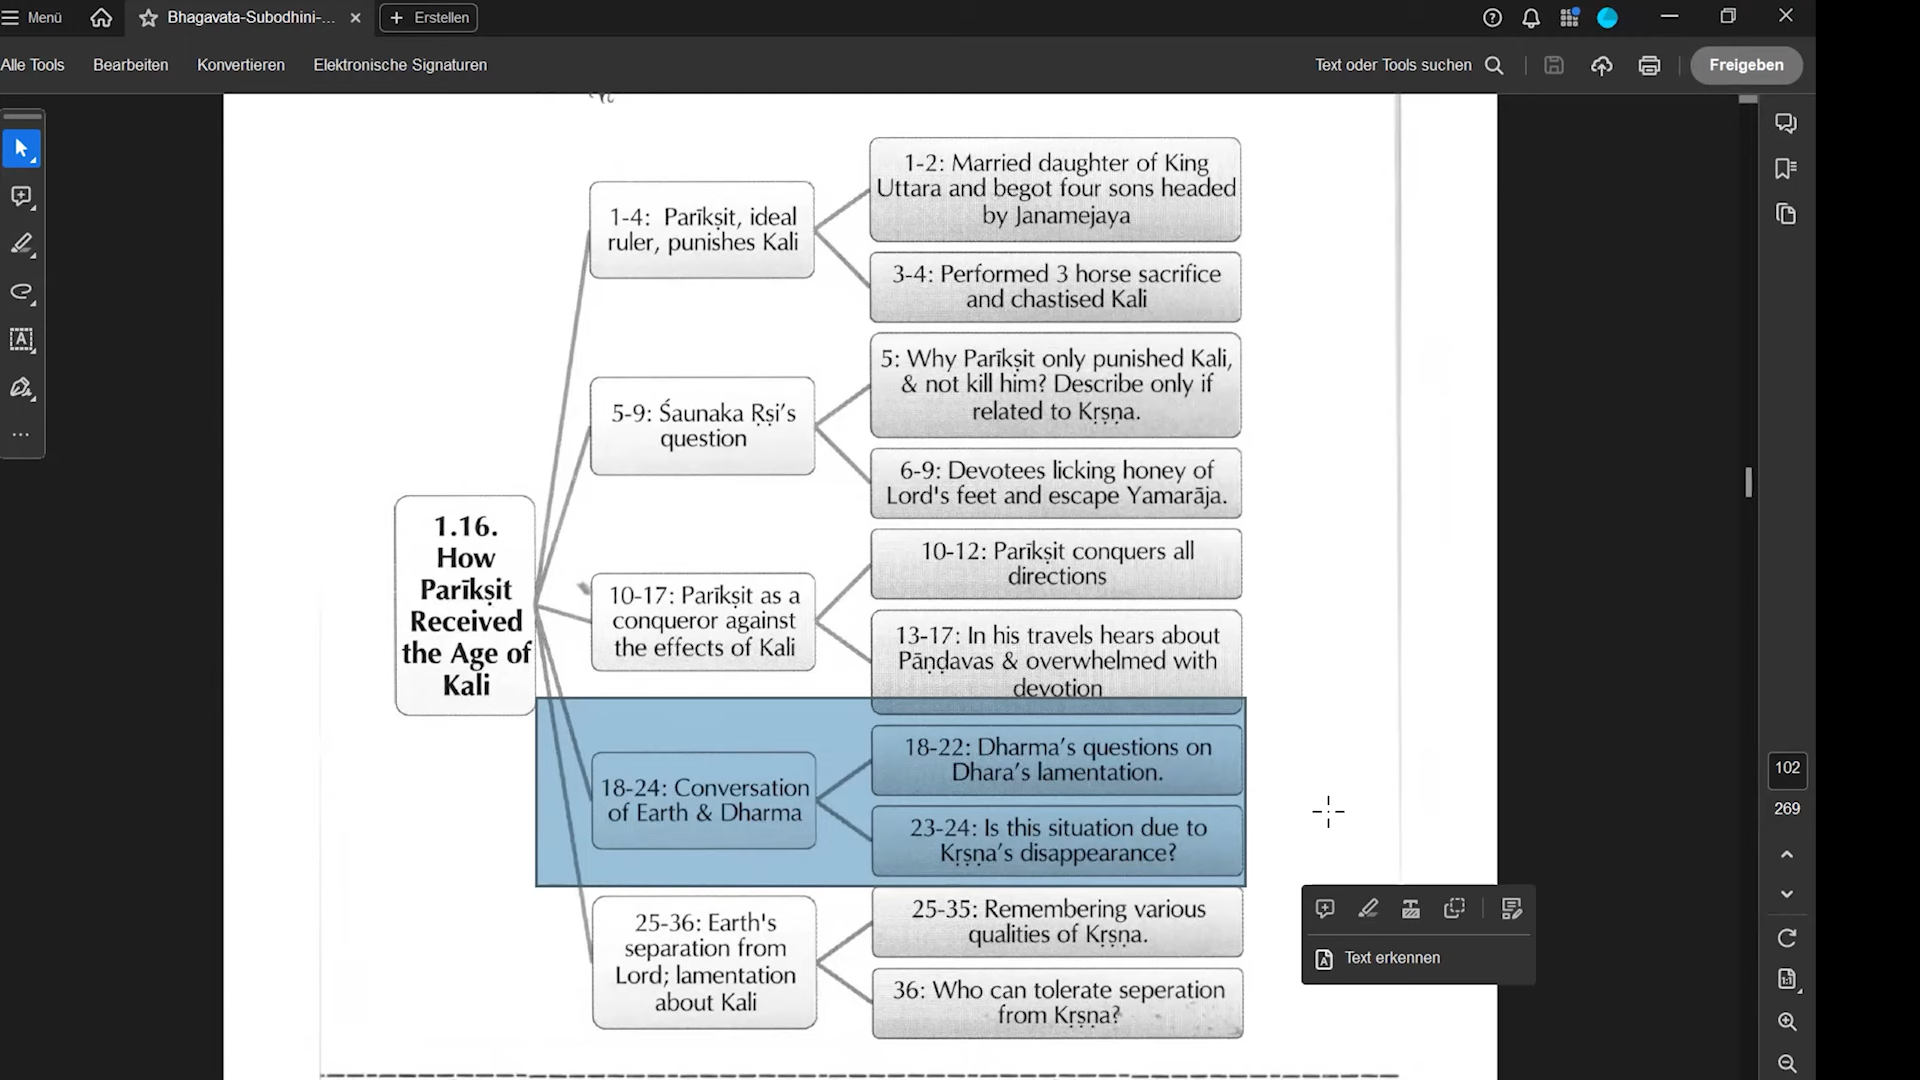 Menü
Bhagavata-Subodhini-...
Erstellen
Alle Tools
Bearbeiten
Konvertieren
Elektronische Signaturen
Text oder Tools suchen
Freigeben
1.16.
How
Parīkṣit
Received
the Age of
Kali
1-4: Parīkṣit, ideal
ruler, punishes Kali
1-2: Married daughter of King
Uttara and begot four sons headed
by Janamejaya
3-4: Performed 3 horse sacrifice
and chastised Kali
5-9: Śaunaka Ṛṣi's
question
5: Why Parīkṣit only punished Kali,
& not kill him? Describe only if
related to Kṛṣṇa.
6-9: Devotees licking honey of
Lord's feet and escape Yamarāja.
10-17: Parīkṣit as a
conqueror against
the effects of Kali
10-12: Parīkṣit conquers all
directions
13-17: In his travels hears about
Pāṇḍavas & overwhelmed with
devotion
18-24: Conversation
of Earth & Dharma
18-22: Dharma's questions on
Dhara's lamentation.
23-24: Is this situation due to
Kṛṣṇa's disappearance?
25-36: Earth's
separation from
Lord; lamentation
about Kali
25-35: Remembering various
qualities of Kṛṣṇa.
36: Who can tolerate seperation
from Kṛṣṇa?
Text erkennen
102
269